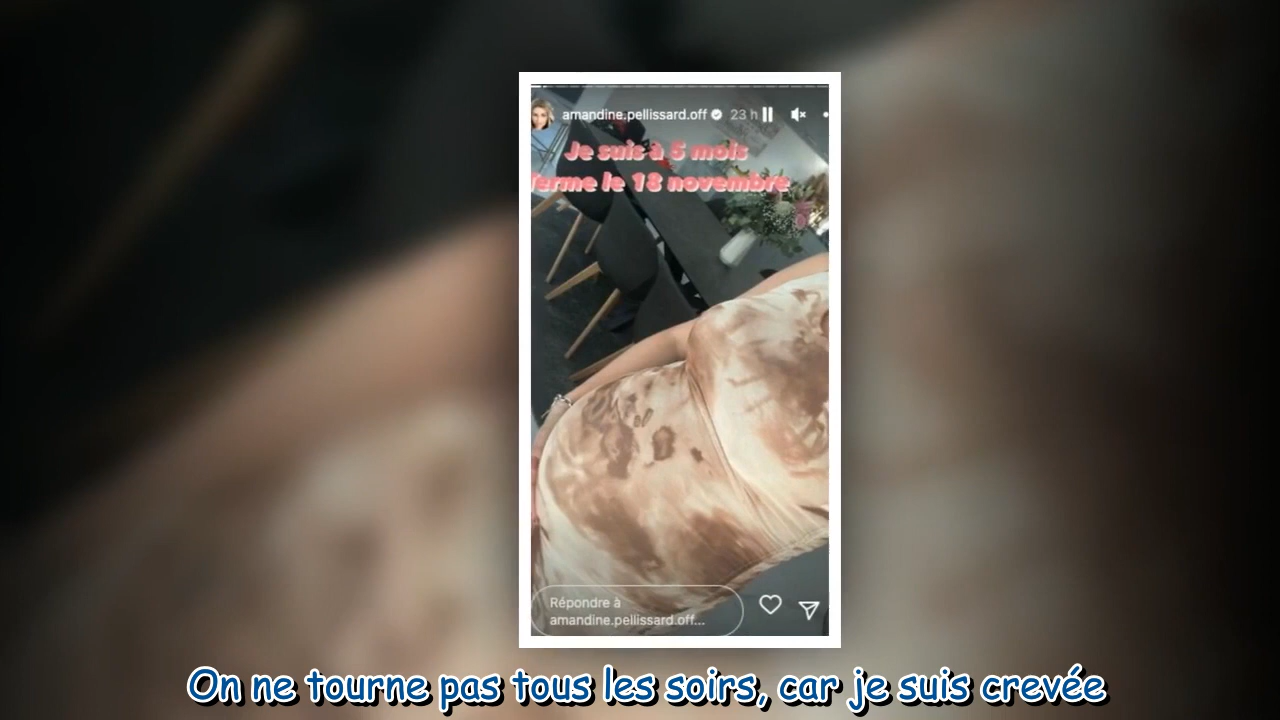 amandine.pellissard.off 23 h
Je suis à 5 mois
Terme le 18 novembre
Répondre à
amandine.pellissard.off...
On ne tourne pas tous les soirs, car je suis crevée